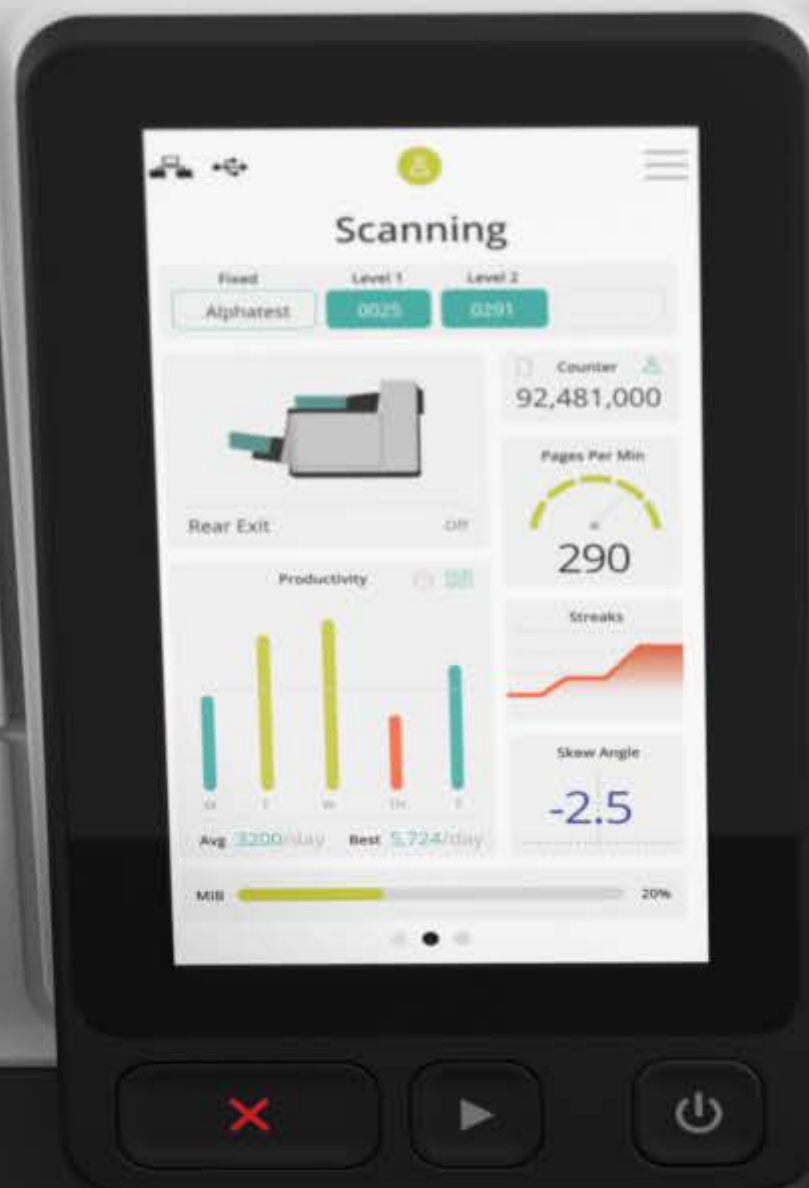 Scanning
Fixed Level 1 Level 2
Alphatest 0025 0291
Counter
92,481,000
Pages Per Min
290
Rear Exit Off
Productivity
Streaks
Skew Angle
-2.5
M T W TH F
Avg 3200/day Best 5,724/day
MiB 20%